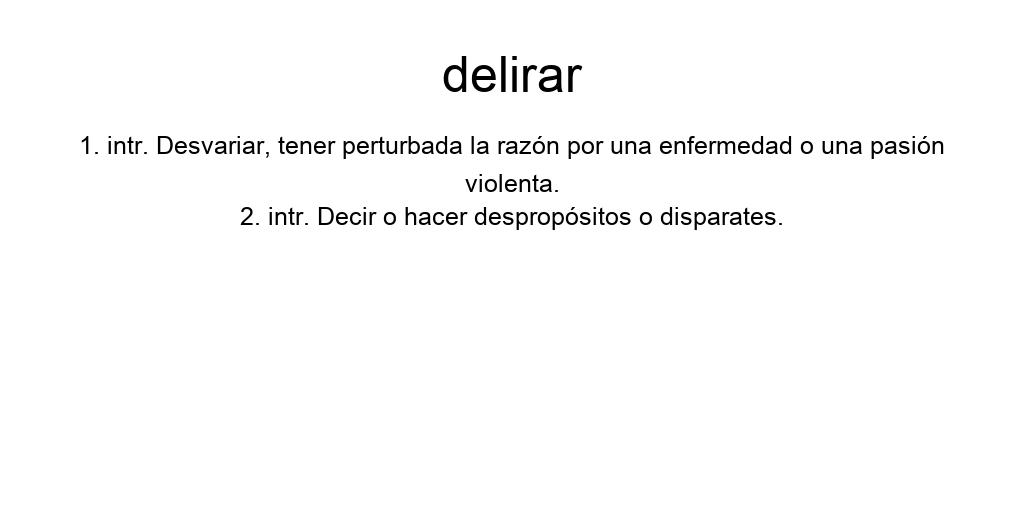 delirar
1. intr. Desvariar, tener perturbada la razón por una enfermedad o una pasión
violenta.
2. intr. Decir o hacer despropósitos o disparates.